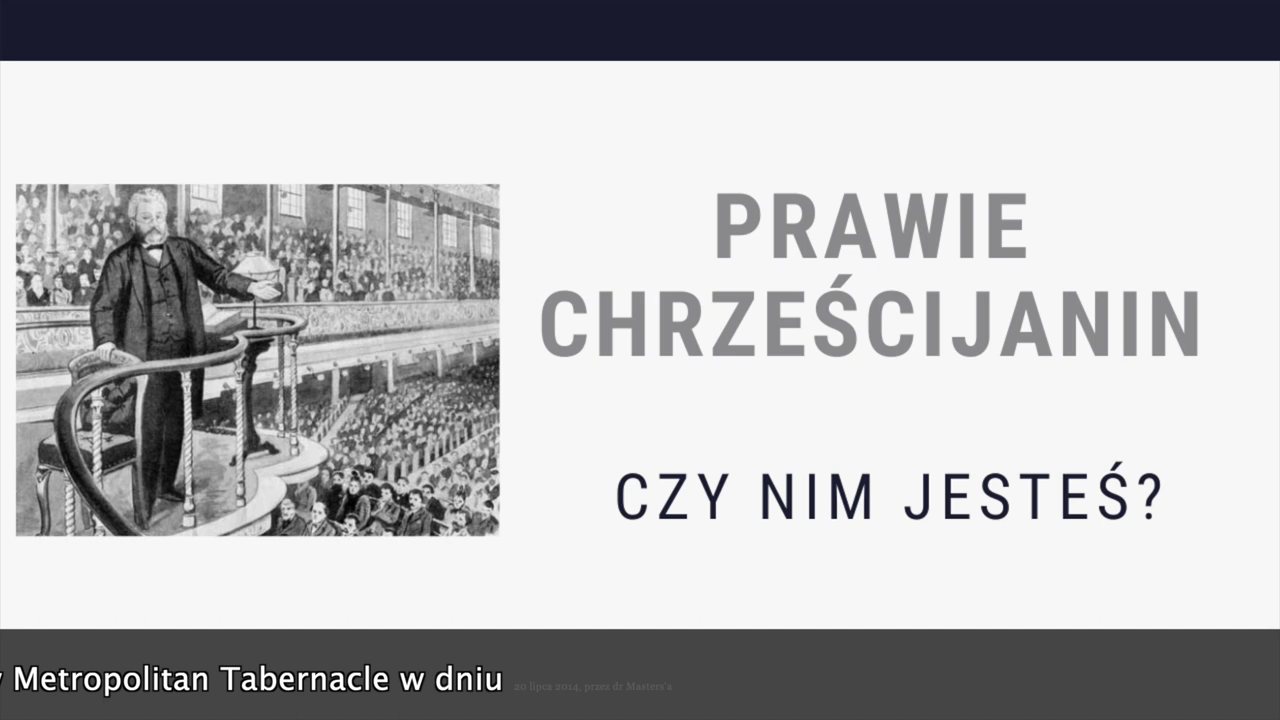 PRAWIE
CHRZEŚCIJANIN
CZY NIM JESTEŚ?
Metropolitan Tabernacle w dniu 20 lipca 2014, przez dr Masters'a